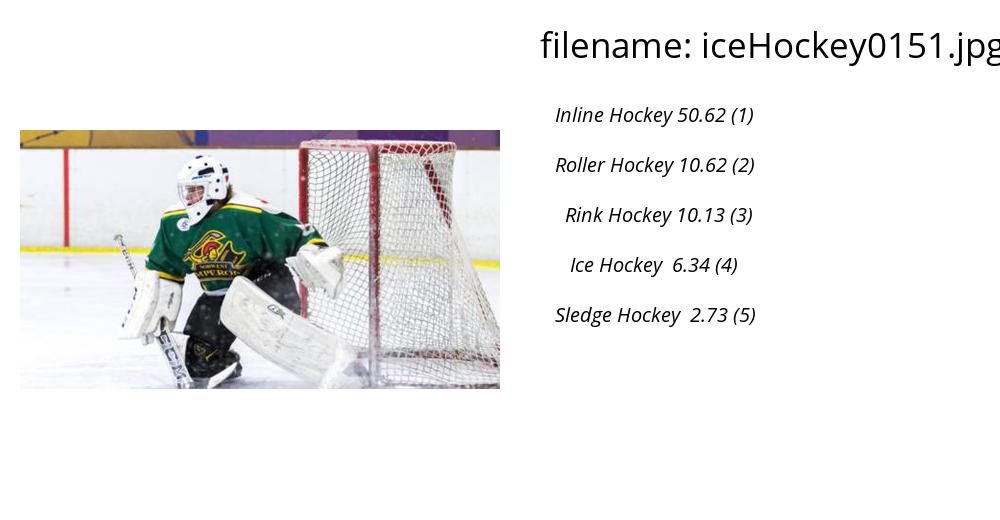 filename: iceHockey0151.jpg
Inline Hockey 50.62 (1)
Roller Hockey 10.62 (2)
Rink Hockey 10.13 (3)
Ice Hockey 6.34 (4)
Sledge Hockey 2.73 (5)
CCM